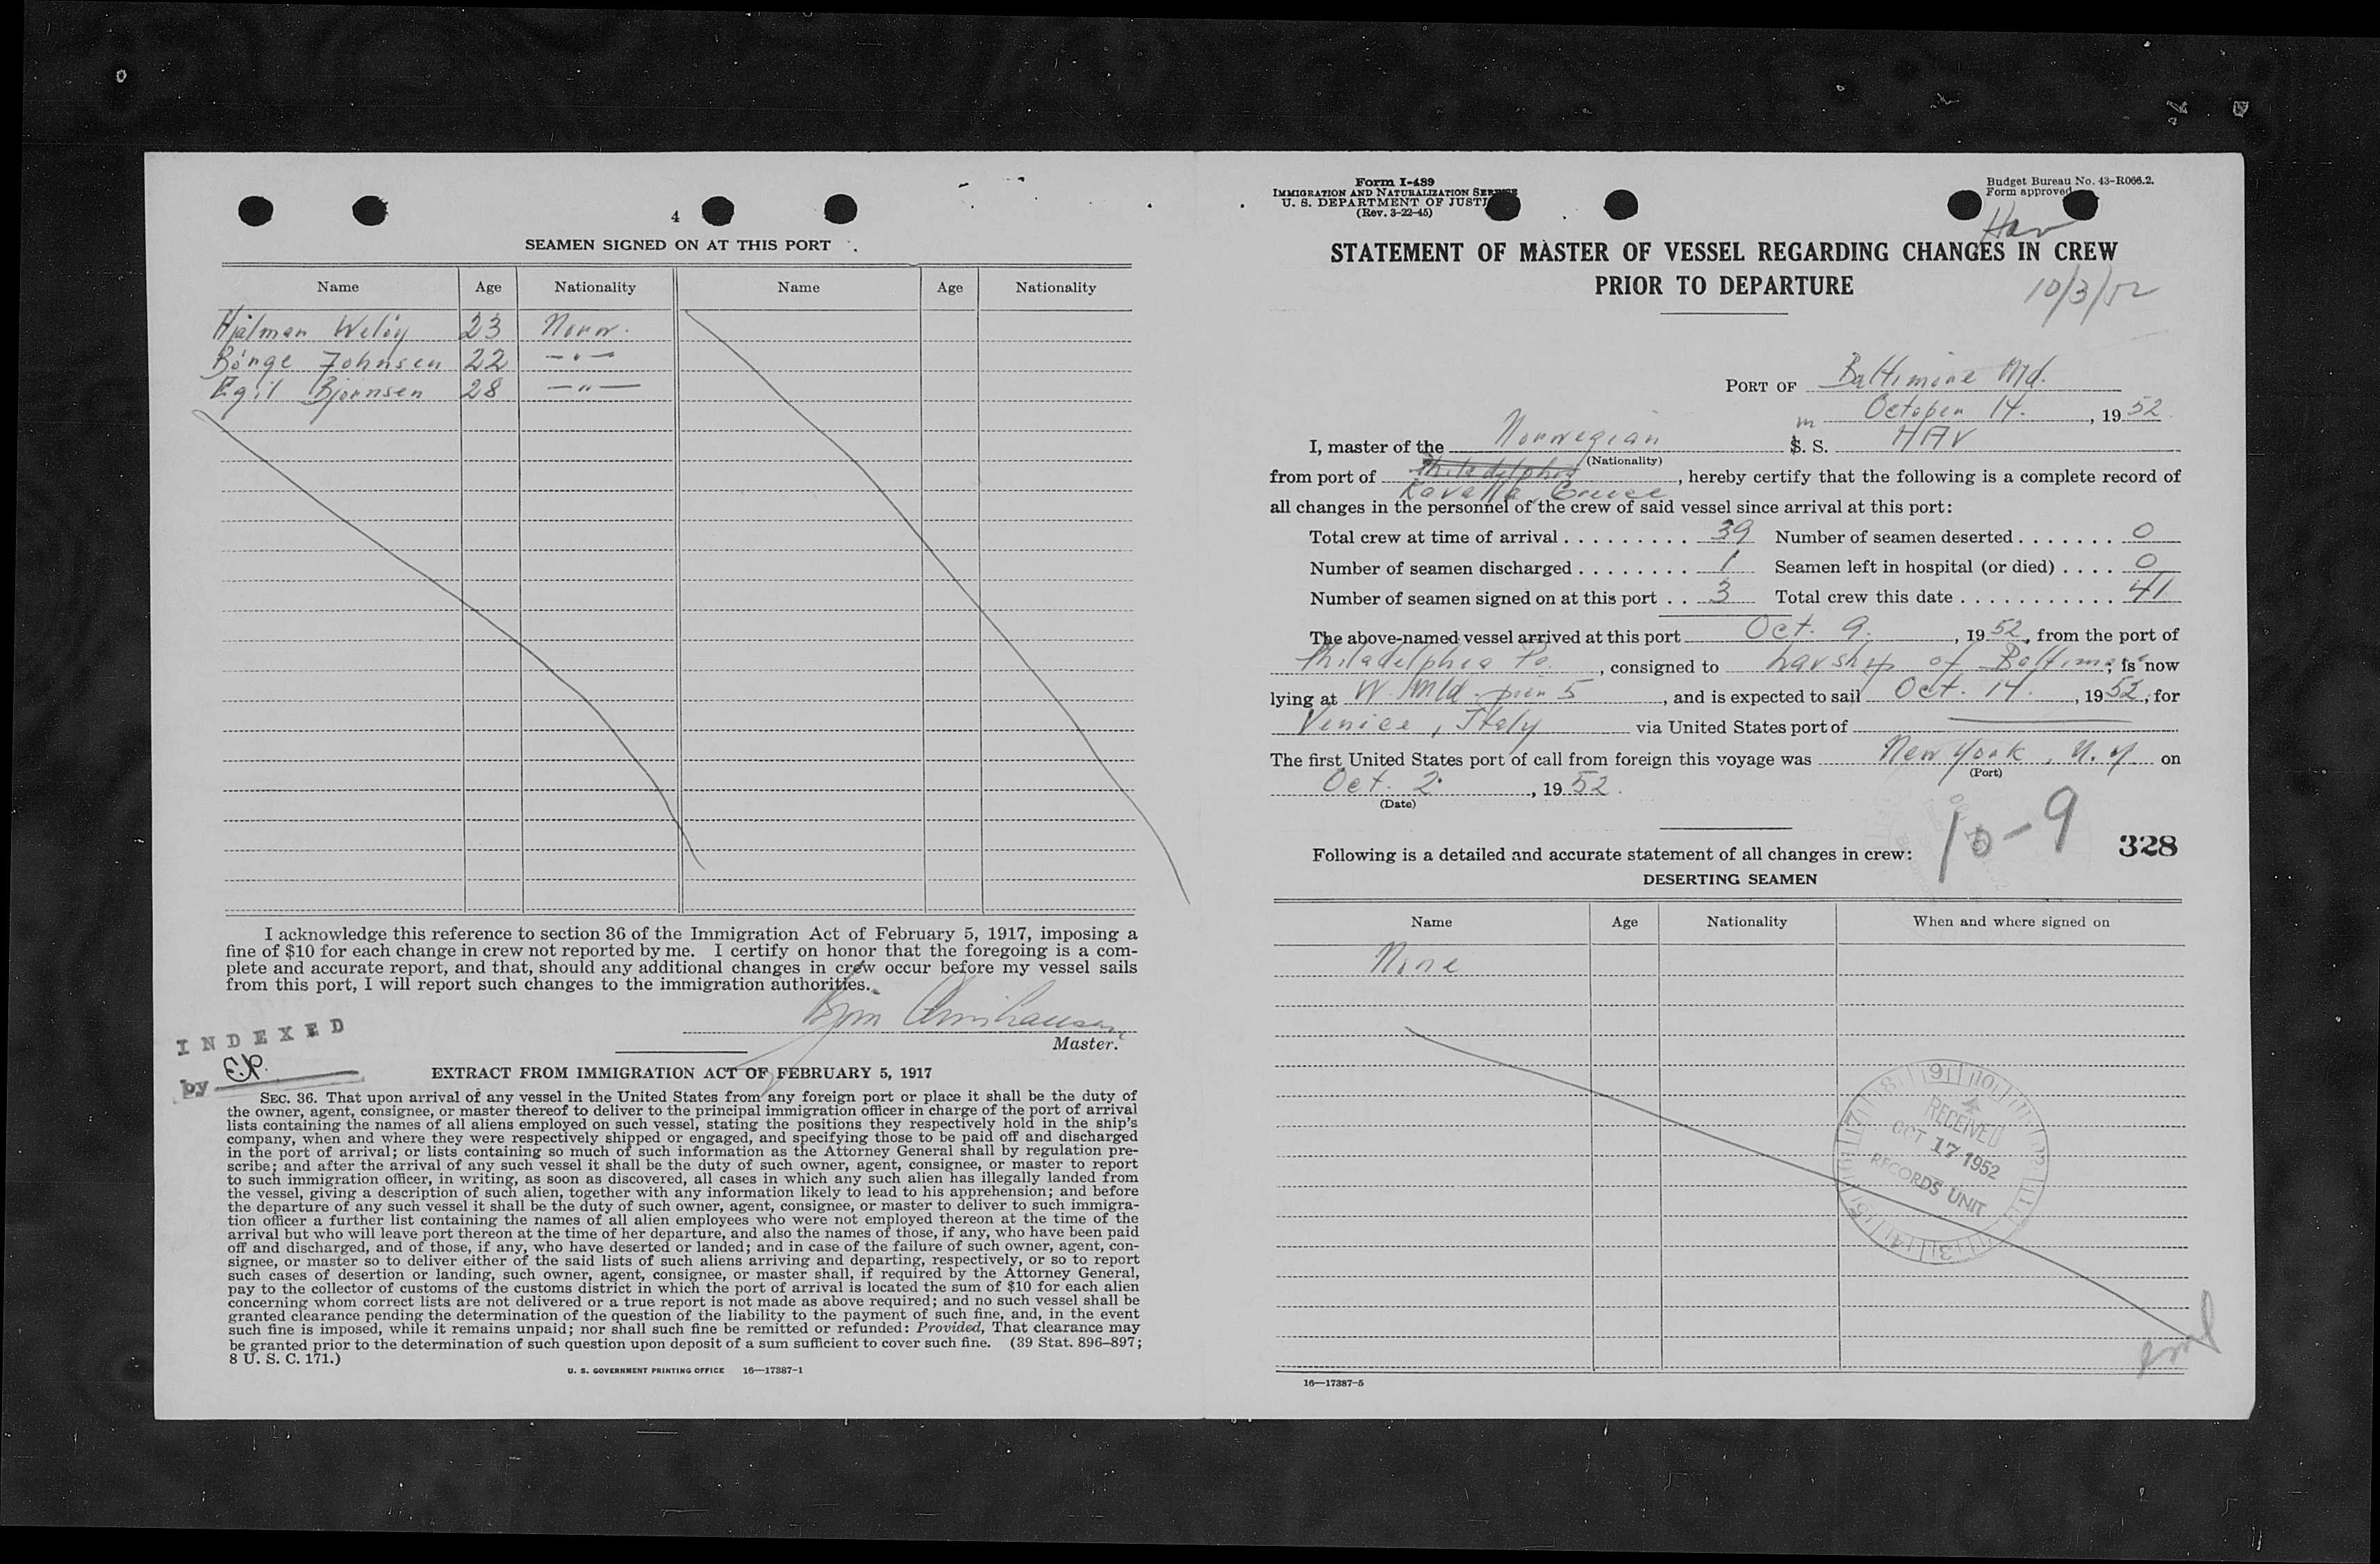 4
SEAMEN SIGNED ON AT THIS PORT
Name Age Nationality Name Age Nationality
Hjalmar Weløy 23 Norw.
Børge Johnsen 22 —"—
Egil Bjørnsen 28 —"—
I acknowledge this reference to section 36 of the Immigration Act of February 5, 1917, imposing a
fine of $10 for each change in crew not reported by me. I certify on honor that the foregoing is a com-
plete and accurate report, and that, should any additional changes in crew occur before my vessel sails
from this port, I will report such changes to the immigration authorities.
Master.
INDEXED
by E.P.
EXTRACT FROM IMMIGRATION ACT OF FEBRUARY 5, 1917
SEC. 36. That upon arrival of any vessel in the United States from any foreign port or place it shall be the duty of
the owner, agent, consignee, or master thereof to deliver to the principal immigration officer in charge of the port of arrival
lists containing the names of all aliens employed on such vessel, stating the positions they respectively hold in the ship's
company, when and where they were respectively shipped or engaged, and specifying those to be paid off and discharged
in the port of arrival; or lists containing so much of such information as the Attorney General shall by regulation pre-
scribe; and after the arrival of any such vessel it shall be the duty of such owner, agent, consignee, or master to report
to such immigration officer, in writing, as soon as discovered, all cases in which any such alien has illegally landed from
the vessel, giving a description of such alien, together with any information likely to lead to his apprehension; and before
the departure of any such vessel it shall be the duty of such owner, agent, consignee, or master to deliver to such immigra-
tion officer a further list containing the names of all alien employees who were not employed thereon at the time of the
arrival but who will leave port thereon at the time of her departure, and also the names of those, if any, who have been paid
off and discharged, and of those, if any, who have deserted or landed; and in case of the failure of such owner, agent, con-
signee, or master so to deliver either of the said lists of such aliens arriving and departing, respectively, or so to report
such cases of desertion or landing, such owner, agent, consignee, or master shall, if required by the Attorney General,
pay to the collector of customs of the customs district in which the port of arrival is located the sum of $10 for each alien
concerning whom correct lists are not delivered or a true report is not made as above required; and no such vessel shall be
granted clearance pending the determination of the question of the liability to the payment of such fine, and, in the event
such fine is imposed, while it remains unpaid; nor shall such fine be remitted or refunded: Provided, That clearance may
be granted prior to the determination of such question upon deposit of a sum sufficient to cover such fine. (39 Stat. 896–897;
8 U. S. C. 171.)
U. S. GOVERNMENT PRINTING OFFICE 16—17387-1
Form I-489
IMMIGRATION AND NATURALIZATION SERVICE
U. S. DEPARTMENT OF JUSTI
(Rev. 3-22-45)
Budget Bureau No. 43-R066.2.
Form approved
Hav
STATEMENT OF MASTER OF VESSEL REGARDING CHANGES IN CREW
PRIOR TO DEPARTURE
10/3/52
PORT OF Baltimore Md.
October 14., 19 52
I, master of the Norwegian m S. S. HAV
(Nationality)
from port of Philadelphia, hereby certify that the following is a complete record of
Kavalla, Greece
all changes in the personnel of the crew of said vessel since arrival at this port:
Total crew at time of arrival 39 Number of seamen deserted 0
Number of seamen discharged 1 Seamen left in hospital (or died) 0
Number of seamen signed on at this port 3 Total crew this date 41
The above-named vessel arrived at this port Oct. 9., 19 52, from the port of
Philadelphia Pa., consigned to Larship of Baltimore; is now
lying at W. Md. pier 5, and is expected to sail Oct. 14., 19 52, for
Venice, Italy via United States port of
The first United States port of call from foreign this voyage was New York, N.Y. on
(Port)
Oct. 2., 19 52.
(Date)
10-9
328
Following is a detailed and accurate statement of all changes in crew:
DESERTING SEAMEN
Name Age Nationality When and where signed on
None
RECEIVED
OCT 17 1952
RECORDS UNIT
16—17387-5